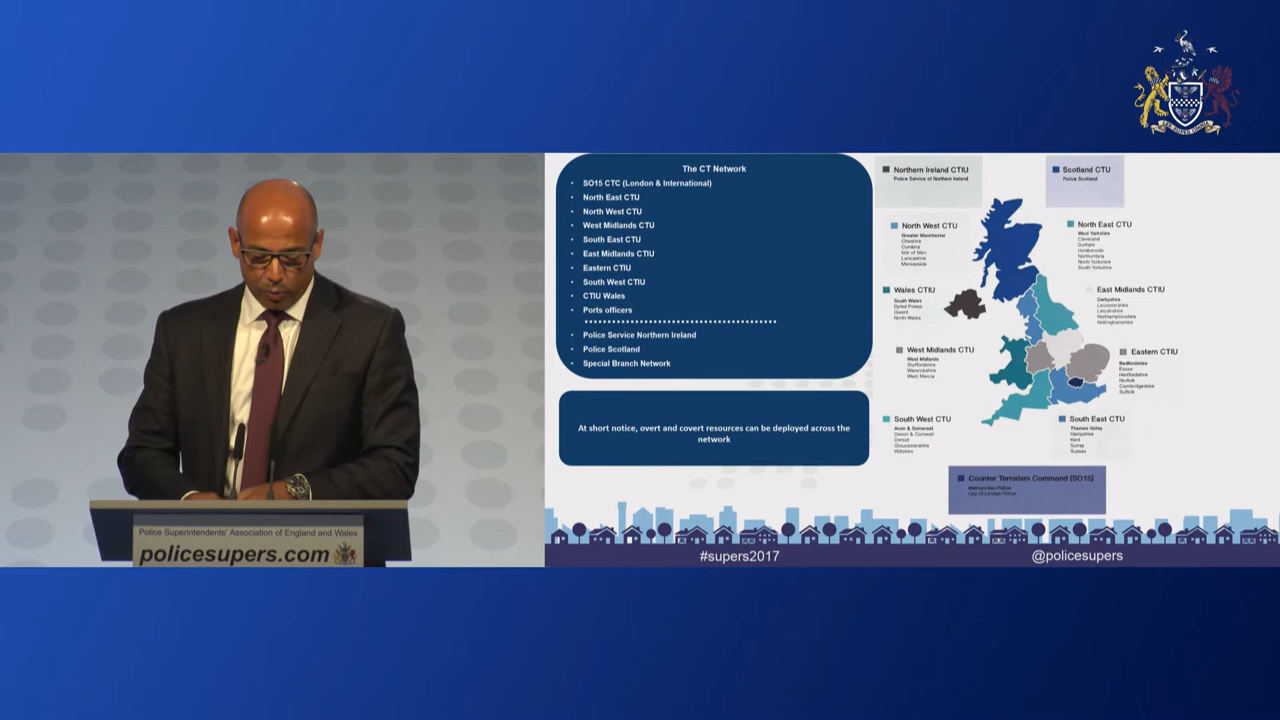 The CT Network
• SO15 CTC (London & International)
• North East CTU
• North West CTU
• West Midlands CTU
• South East CTU
• East Midlands CTIU
• Eastern CTIU
• South West CTIU
• CTIU Wales
• Ports officers
• Police Service Northern Ireland
• Police Scotland
• Special Branch Network
At short notice, overt and covert resources can be deployed across the
network
Northern Ireland CTIU
Police Service of Northern Ireland
Scotland CTU
Police Scotland
North West CTU
Greater Manchester
Cheshire
Cumbria
Isle of Man
Lancashire
Merseyside
North East CTU
West Yorkshire
Cleveland
Durham
Humberside
Northumbria
North Yorkshire
South Yorkshire
Wales CTIU
South Wales
Dyfed Powys
Gwent
North Wales
East Midlands CTIU
Derbyshire
Leicestershire
Lincolnshire
Northamptonshire
Nottinghamshire
West Midlands CTU
West Midlands
Staffordshire
Warwickshire
West Mercia
Eastern CTIU
Bedfordshire
Essex
Hertfordshire
Norfolk
Cambridgeshire
Suffolk
South West CTU
Avon & Somerset
Devon & Cornwall
Dorset
Gloucestershire
Wiltshire
South East CTU
Thames Valley
Hampshire
Kent
Surrey
Sussex
Counter Terrorism Command (SO15)
Metropolitan Police
City of London Police
#supers2017
@policesupers
Police Superintendents' Association of England and Wales
policesupers.com